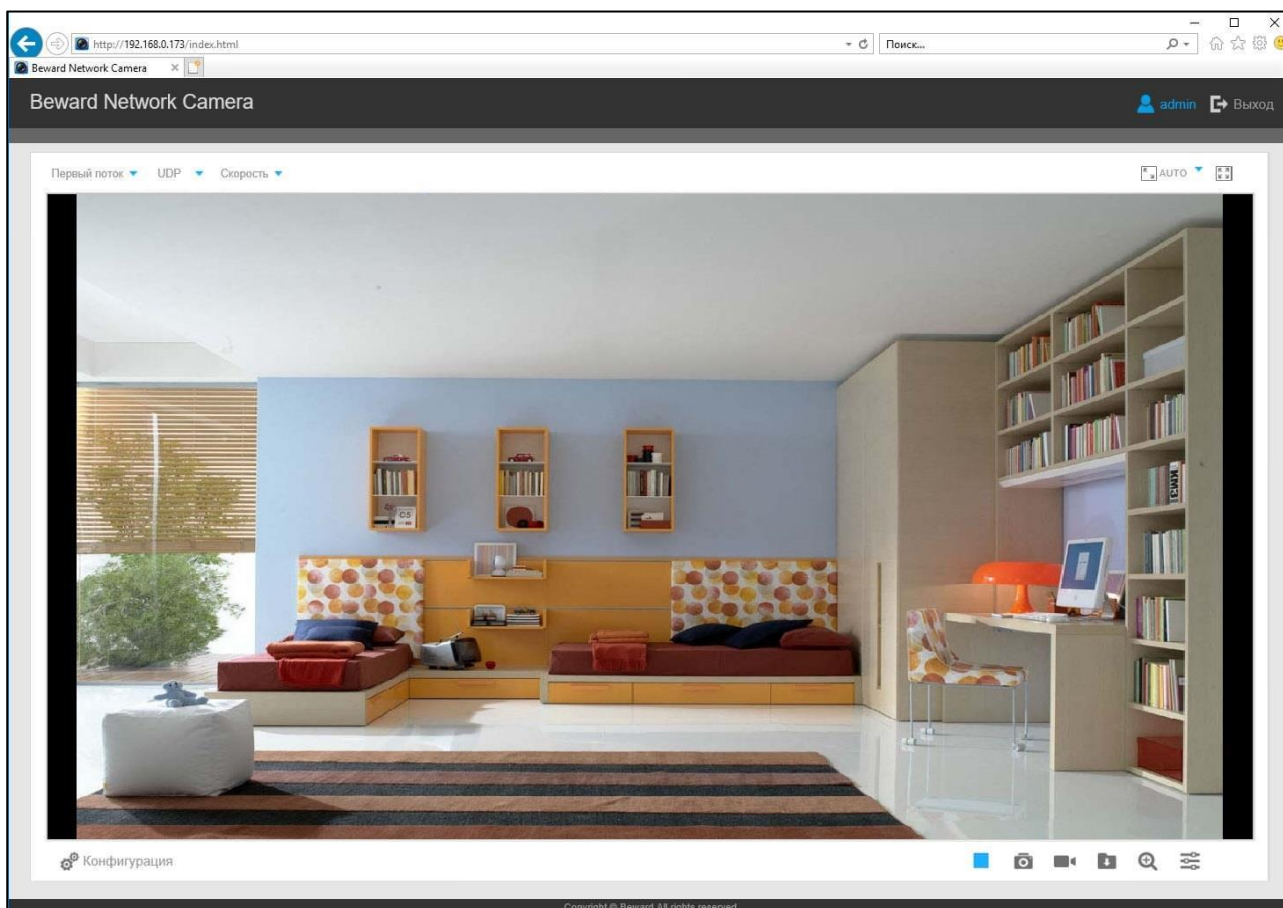 http://192.168.0.173/index.html
Поиск...
Beward Network Camera
Beward Network Camera
admin
Выход
Первый поток
UDP
Скорость
AUTO
C5
Конфигурация
Copyright © Beward All rights reserved